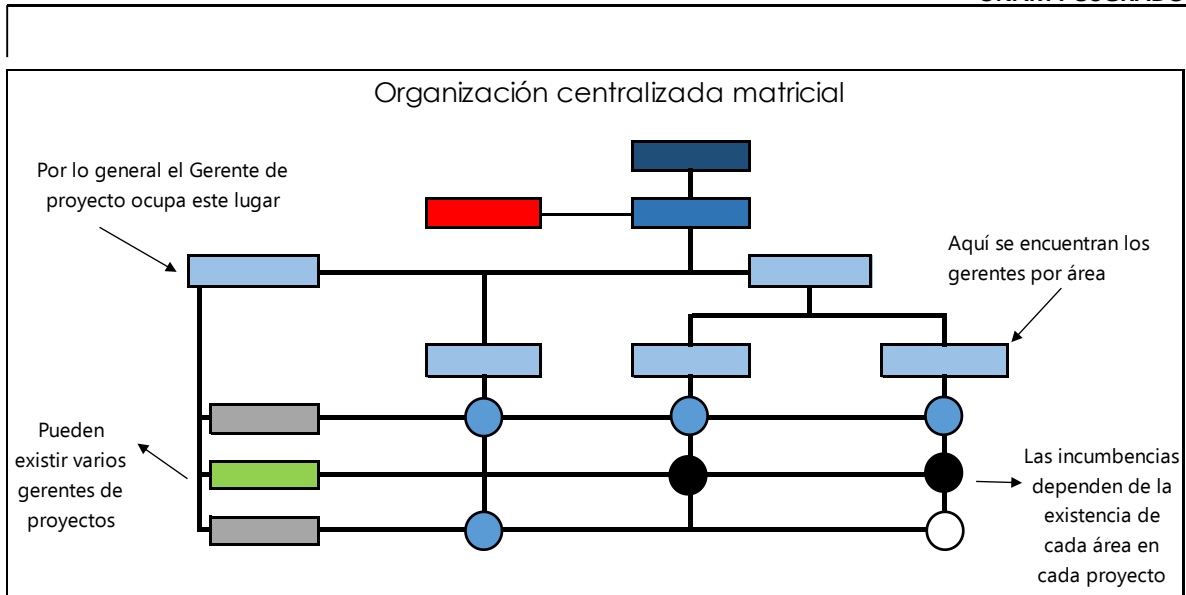 Organización centralizada matricial
Por lo general el Gerente de
proyecto ocupa este lugar
Aquí se encuentran los
gerentes por área
Pueden
existir varios
gerentes de
proyectos
Las incumbencias
dependen de la
existencia de
cada área en
cada proyecto